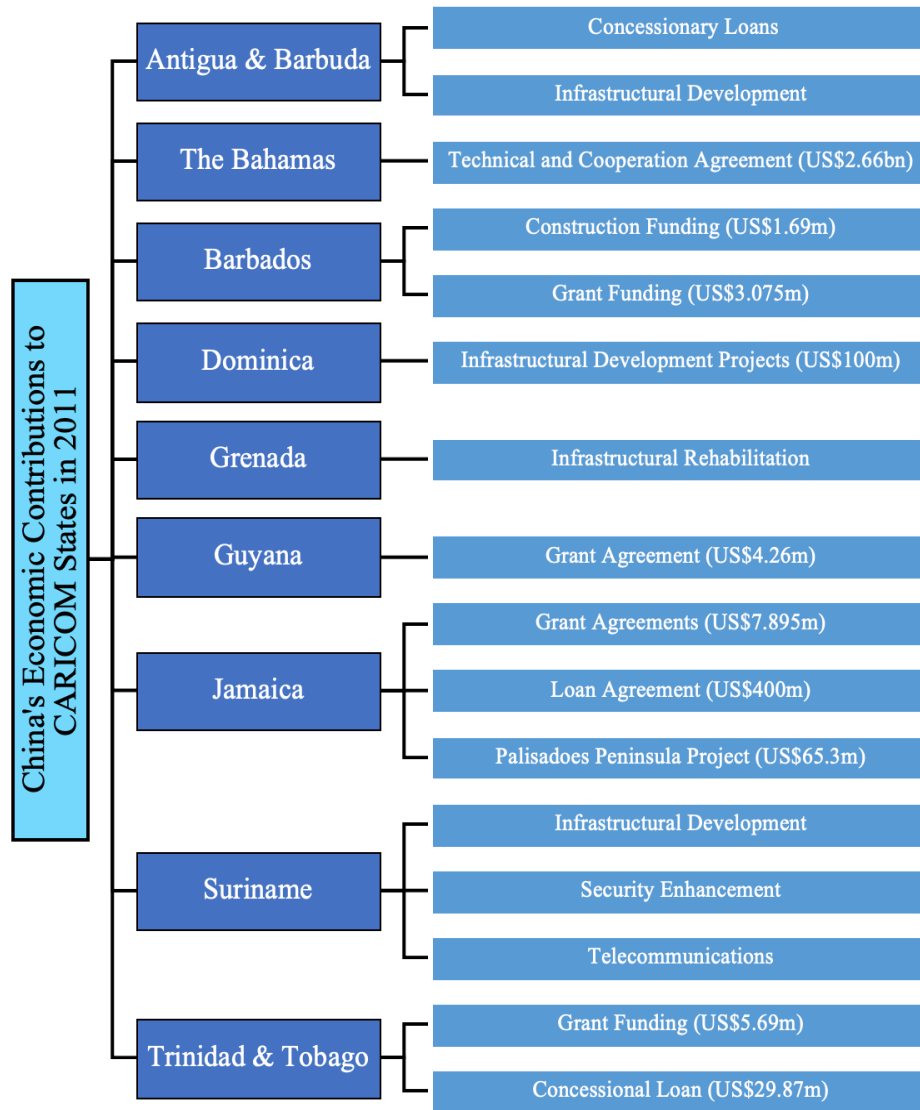 China's Economic Contributions to
CARICOM States in 2011
Antigua & Barbuda
Concessionary Loans
Infrastructural Development
The Bahamas
Technical and Cooperation Agreement (US$2.66bn)
Barbados
Construction Funding (US$1.69m)
Grant Funding (US$3.075m)
Dominica
Infrastructural Development Projects (US$100m)
Grenada
Infrastructural Rehabilitation
Guyana
Grant Agreement (US$4.26m)
Jamaica
Grant Agreements (US$7.895m)
Loan Agreement (US$400m)
Palisadoes Peninsula Project (US$65.3m)
Suriname
Infrastructural Development
Security Enhancement
Telecommunications
Trinidad & Tobago
Grant Funding (US$5.69m)
Concessional Loan (US$29.87m)